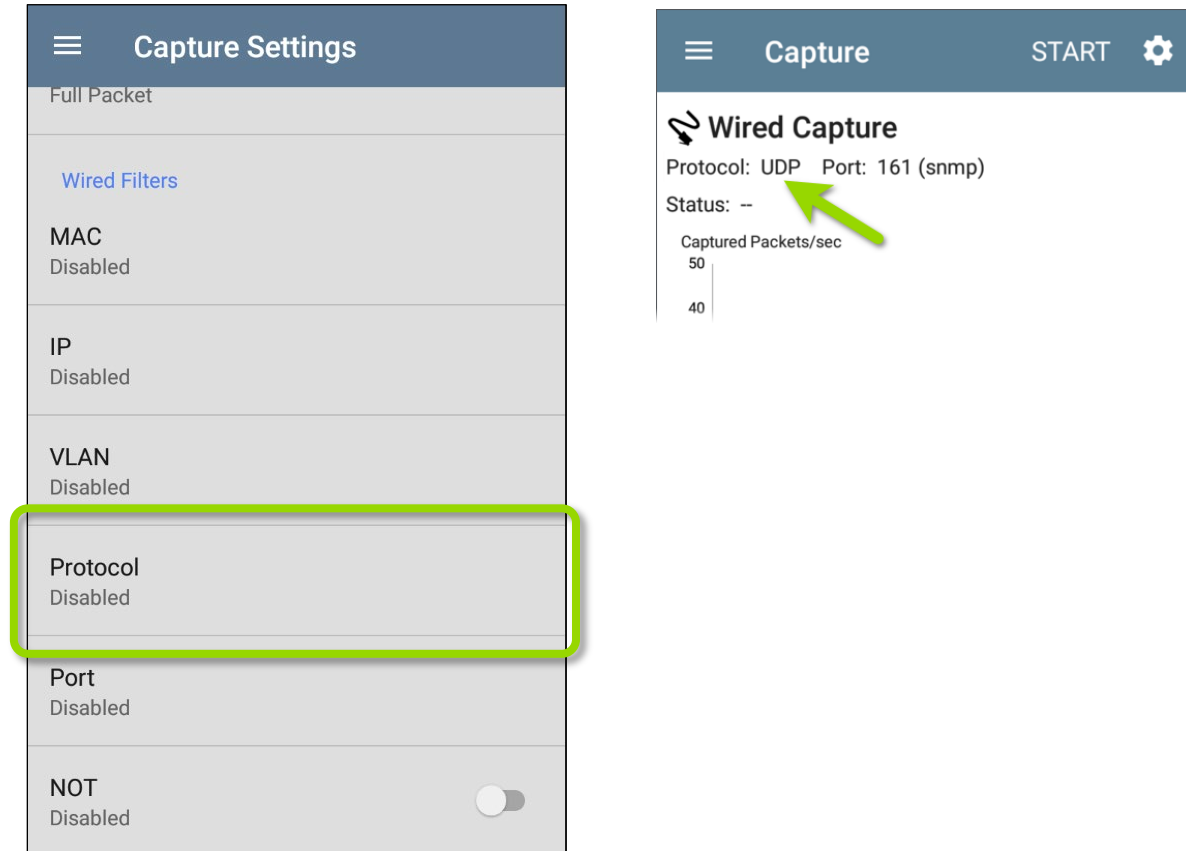 Capture Settings
Full Packet
Wired Filters
MAC
Disabled
IP
Disabled
VLAN
Disabled
Protocol
Disabled
Port
Disabled
NOT
Disabled
Capture START
Wired Capture
Protocol: UDP Port: 161 (snmp)
Status: --
Captured Packets/sec
50
40